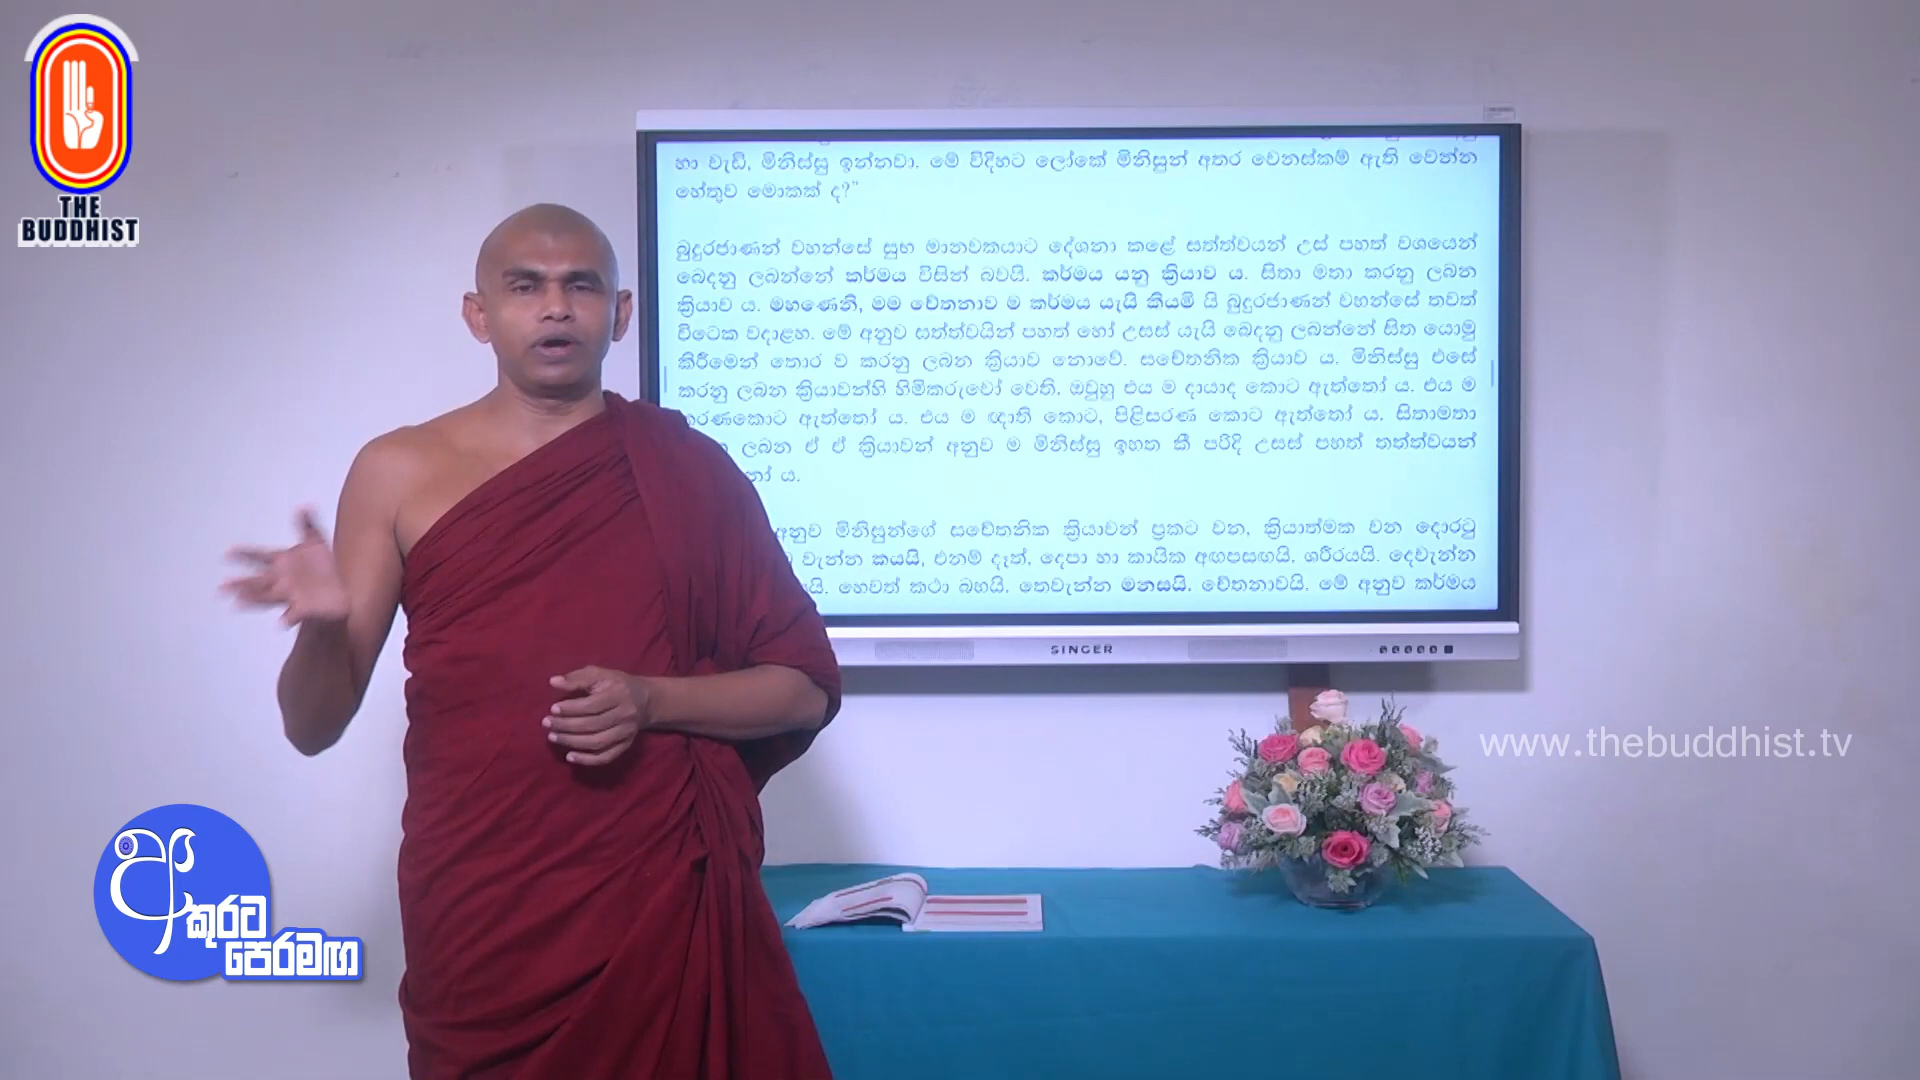 THE
BUDDHIST
හා වැඩි, මිනිස්සු ඉන්නවා. මේ විදිහට ලෝකේ මිනිසුන් අතර වෙනස්කම් ඇති වෙන්න
හේතුව මොකක් ද?”
බුදුරජාණන් වහන්සේ සුභ මානවකයාට දේශනා කළේ සත්ත්වයන් උස් පහත් වශයෙන්
බෙදනු ලබන්නේ කර්මය විසින් බවයි. කර්මය යනු ක්‍රියාව ය. සිතා මතා කරනු ලබන
ක්‍රියාව ය. මහණෙනි, මම චේතනාව ම කර්මය යැයි කියමි යි බුදුරජාණන් වහන්සේ තවත්
විටෙක වදාළහ. මේ අනුව සත්ත්වයින් පහත් හෝ උසස් යැයි බෙදනු ලබන්නේ සිත යොමු
කිරීමෙන් තොර ව කරනු ලබන ක්‍රියාව නොවේ. සචේතනික ක්‍රියාව ය. මිනිස්සු එසේ
කරනු ලබන ක්‍රියාවන්හි හිමිකරුවෝ වෙති. ඔවුහු එය ම දායාද කොට ඇත්තෝ ය. එය ම
කොට ඇත්තෝ ය. එය ම ඥාති කොට, පිළිසරණ කොට ඇත්තෝ ය. සිතාමතා
ලබන ඒ ඒ ක්‍රියාවන් අනුව ම මිනිස්සු ඉහත කී පරිදි උසස් පහත් තත්ත්වයන්
ය.
අනුව මිනිසුන්ගේ සචේතනික ක්‍රියාවන් ප්‍රකට වන, ක්‍රියාත්මක වන දොරටු
වැන්න කයයි, එනම් දෑත්, දෙපා හා කායික අඟපසඟයි. ශරීරයයි. දෙවැන්න
හෙවත් කථා බහයි. තෙවැන්න මනසයි. චේතනාවයි. මේ අනුව කර්මය
SINGER
www.thebuddhist.tv
අකුරට
පෙරමඟ